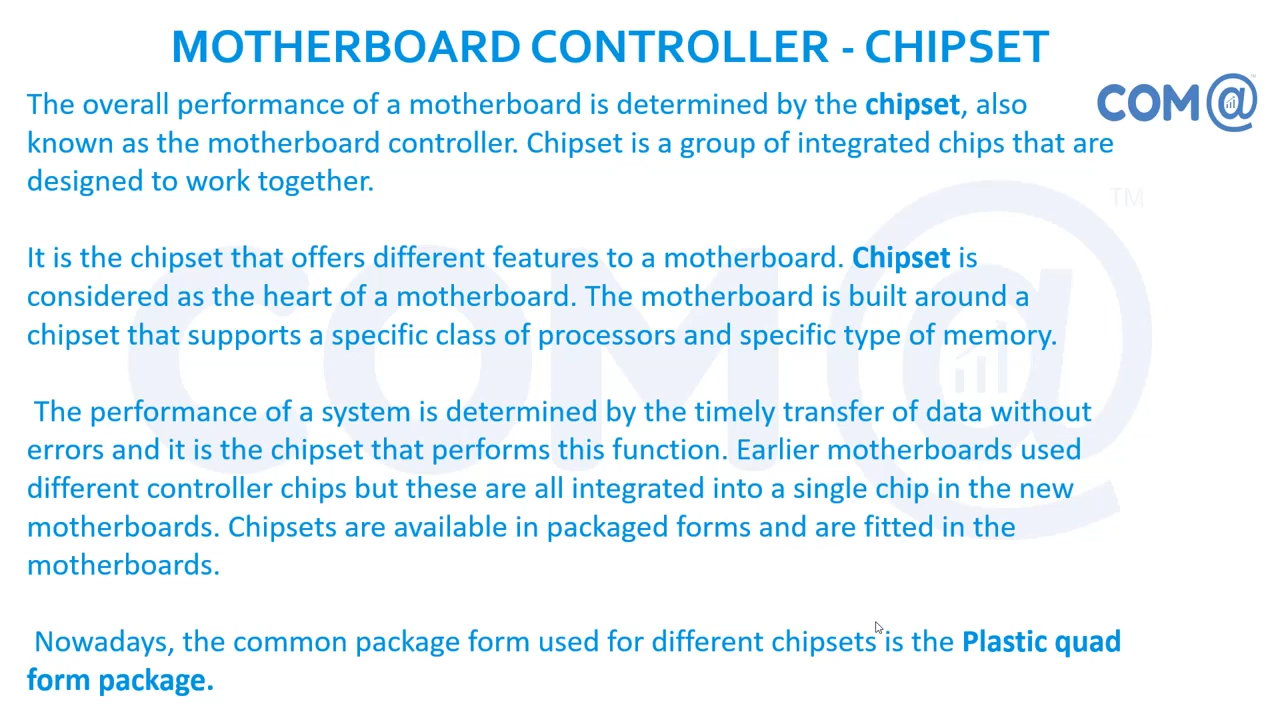 MOTHERBOARD CONTROLLER - CHIPSET
COM@
TM
The overall performance of a motherboard is determined by the chipset, also
known as the motherboard controller. Chipset is a group of integrated chips that are
designed to work together.
It is the chipset that offers different features to a motherboard. Chipset is
considered as the heart of a motherboard. The motherboard is built around a
chipset that supports a specific class of processors and specific type of memory.
The performance of a system is determined by the timely transfer of data without
errors and it is the chipset that performs this function. Earlier motherboards used
different controller chips but these are all integrated into a single chip in the new
motherboards. Chipsets are available in packaged forms and are fitted in the
motherboards.
Nowadays, the common package form used for different chipsets is the Plastic quad
form package.
COM@
TM